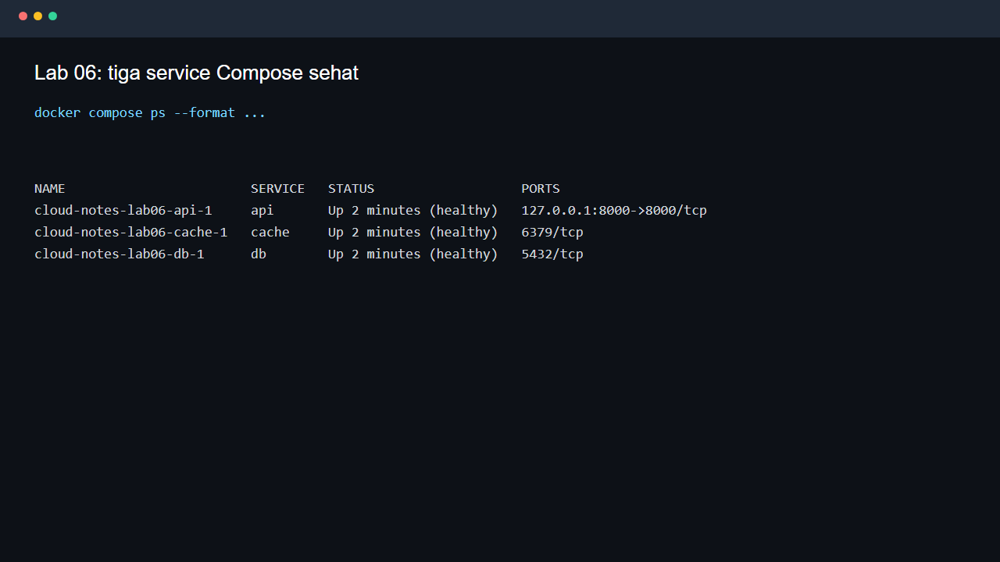 Lab 06: tiga service Compose sehat
docker compose ps --format ...
NAME SERVICE STATUS PORTS
cloud-notes-lab06-api-1 api Up 2 minutes (healthy) 127.0.0.1:8000->8000/tcp
cloud-notes-lab06-cache-1 cache Up 2 minutes (healthy) 6379/tcp
cloud-notes-lab06-db-1 db Up 2 minutes (healthy) 5432/tcp